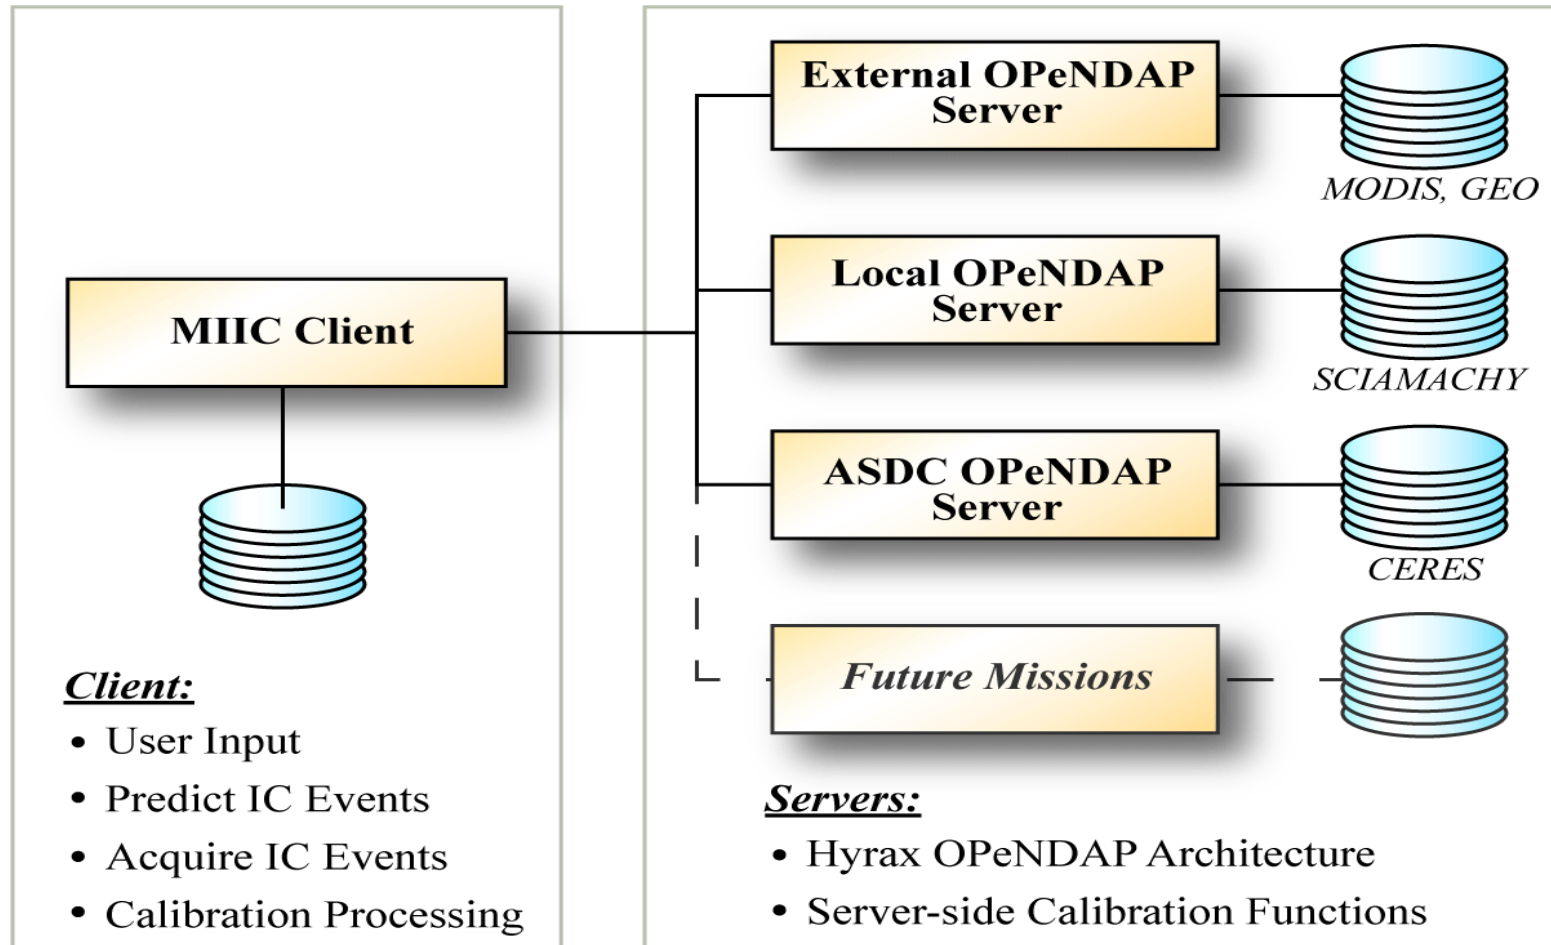 External OPeNDAP
Server
MODIS, GEO
Local OPeNDAP
Server
SCIAMACHY
MIIC Client
ASDC OPeNDAP
Server
CERES
Future Missions
Client:
• User Input
• Predict IC Events
• Acquire IC Events
• Calibration Processing
Servers:
• Hyrax OPeNDAP Architecture
• Server-side Calibration Functions